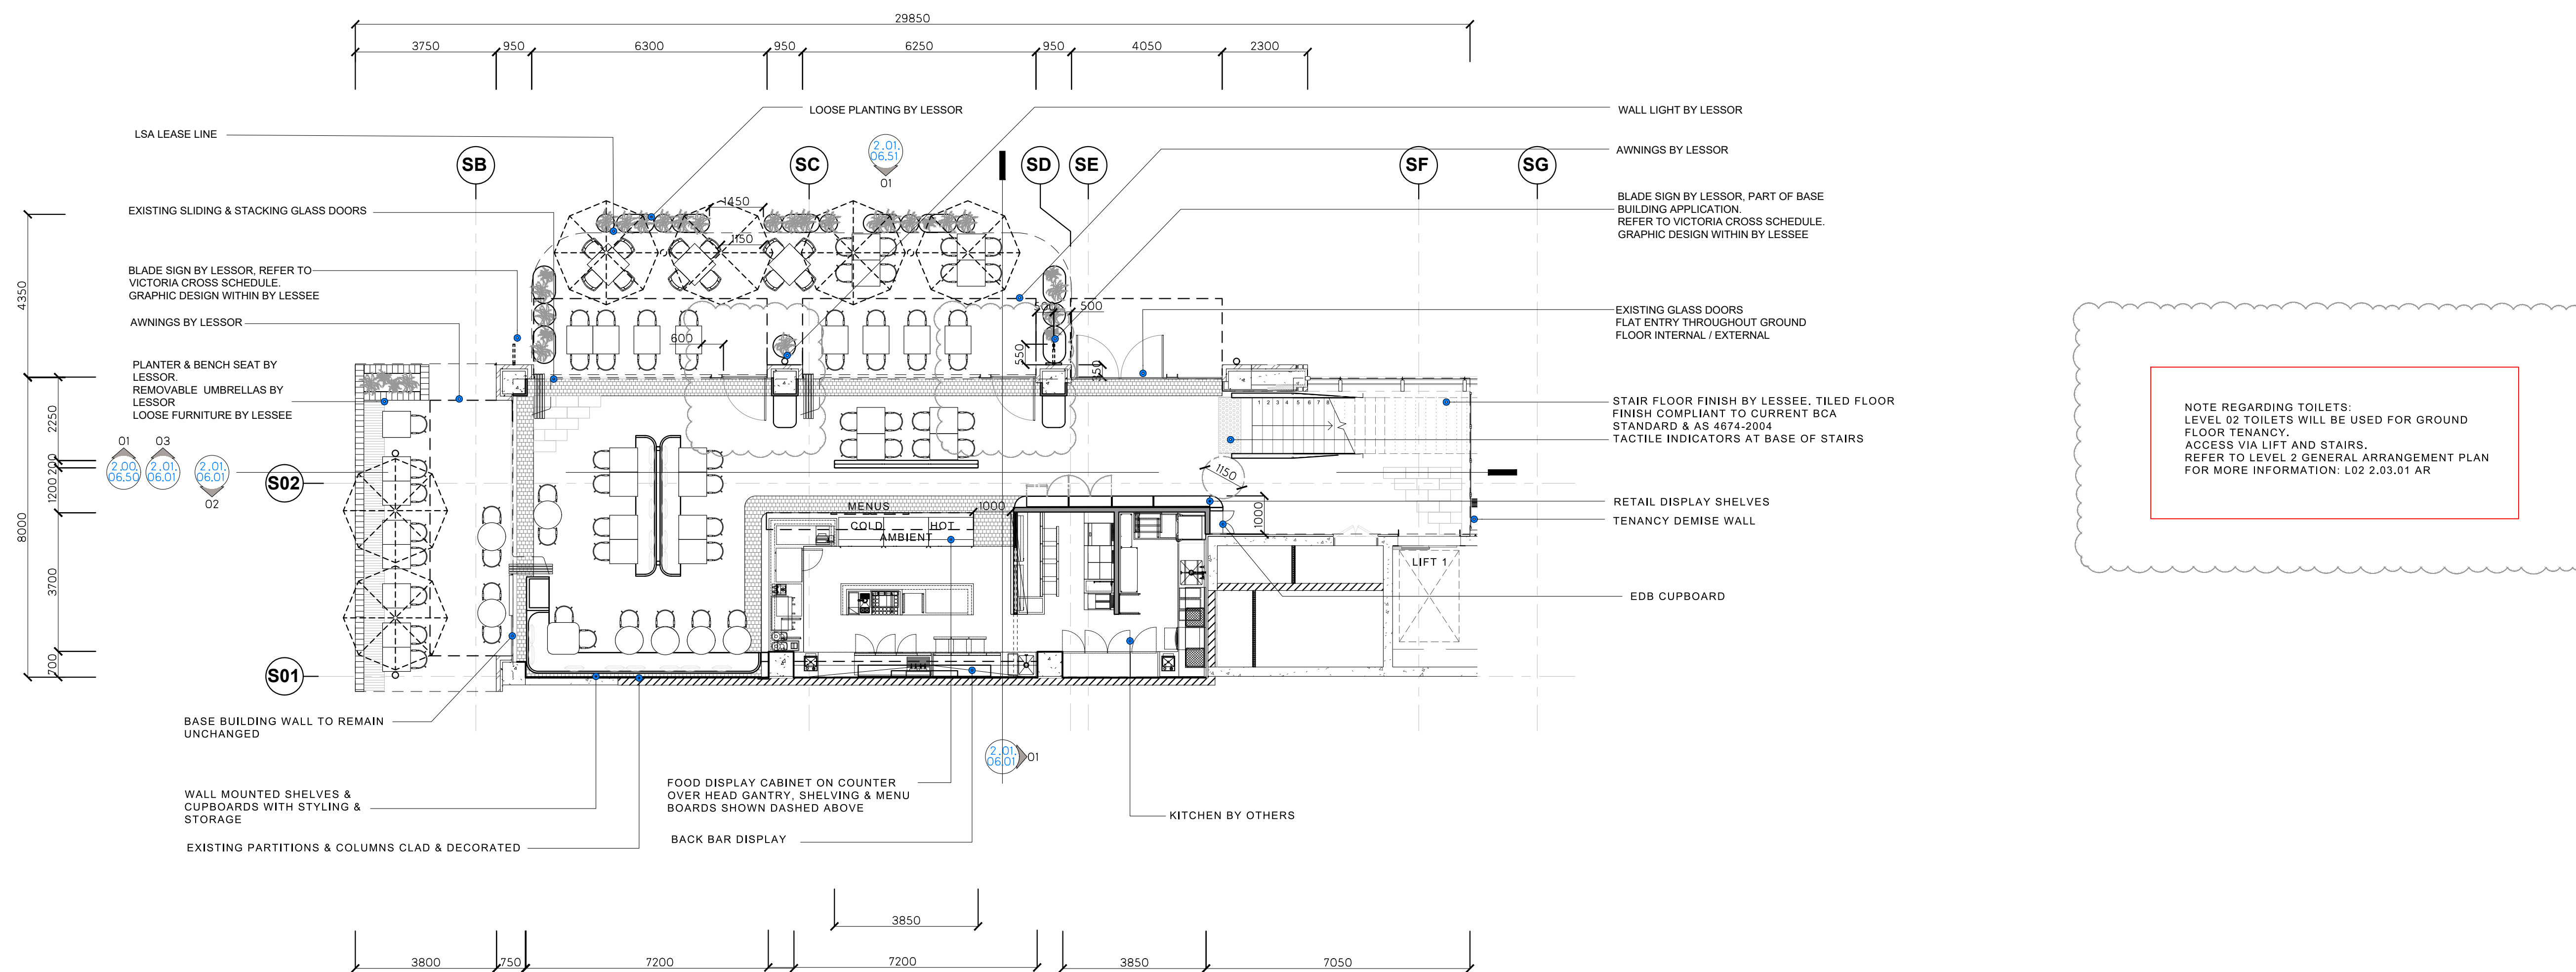 29850
3750
950
6300
950
6250
950
4050
2300
LOOSE PLANTING BY LESSOR
WALL LIGHT BY LESSOR
LSA LEASE LINE
2.01.
06.51
01
AWNINGS BY LESSOR
SB
SC
SD
SE
SF
SG
EXISTING SLIDING & STACKING GLASS DOORS
BLADE SIGN BY LESSOR, PART OF BASE
BUILDING APPLICATION.
REFER TO VICTORIA CROSS SCHEDULE.
GRAPHIC DESIGN WITHIN BY LESSEE
1450
1150
BLADE SIGN BY LESSOR, REFER TO
VICTORIA CROSS SCHEDULE.
GRAPHIC DESIGN WITHIN BY LESSEE
4350
500
500
EXISTING GLASS DOORS
FLAT ENTRY THROUGHOUT GROUND
FLOOR INTERNAL / EXTERNAL
AWNINGS BY LESSOR
600
550
350
PLANTER & BENCH SEAT BY
LESSOR.
REMOVABLE UMBRELLAS BY
LESSOR
LOOSE FURNITURE BY LESSEE
1 2 3 4 5 6 7 8
STAIR FLOOR FINISH BY LESSEE. TILED FLOOR
FINISH COMPLIANT TO CURRENT BCA
STANDARD & AS 4674-2004
TACTILE INDICATORS AT BASE OF STAIRS
NOTE REGARDING TOILETS:
LEVEL 02 TOILETS WILL BE USED FOR GROUND
FLOOR TENANCY.
ACCESS VIA LIFT AND STAIRS.
REFER TO LEVEL 2 GENERAL ARRANGEMENT PLAN
FOR MORE INFORMATION: L02 2.03.01 AR
2250
200
1200
3700
700
8000
01
2.00.
06.50
03
2.01.
06.01
2.01.
06.01
02
S02
1150
RETAIL DISPLAY SHELVES
MENUS
1000
1000
COLD
HOT
AMBIENT
TENANCY DEMISE WALL
LIFT 1
EDB CUPBOARD
S01
BASE BUILDING WALL TO REMAIN
UNCHANGED
2.01.
06.01
01
WALL MOUNTED SHELVES &
CUPBOARDS WITH STYLING &
STORAGE
FOOD DISPLAY CABINET ON COUNTER
OVER HEAD GANTRY, SHELVING & MENU
BOARDS SHOWN DASHED ABOVE
KITCHEN BY OTHERS
EXISTING PARTITIONS & COLUMNS CLAD & DECORATED
BACK BAR DISPLAY
3850
3800
750
7200
7200
3850
7050